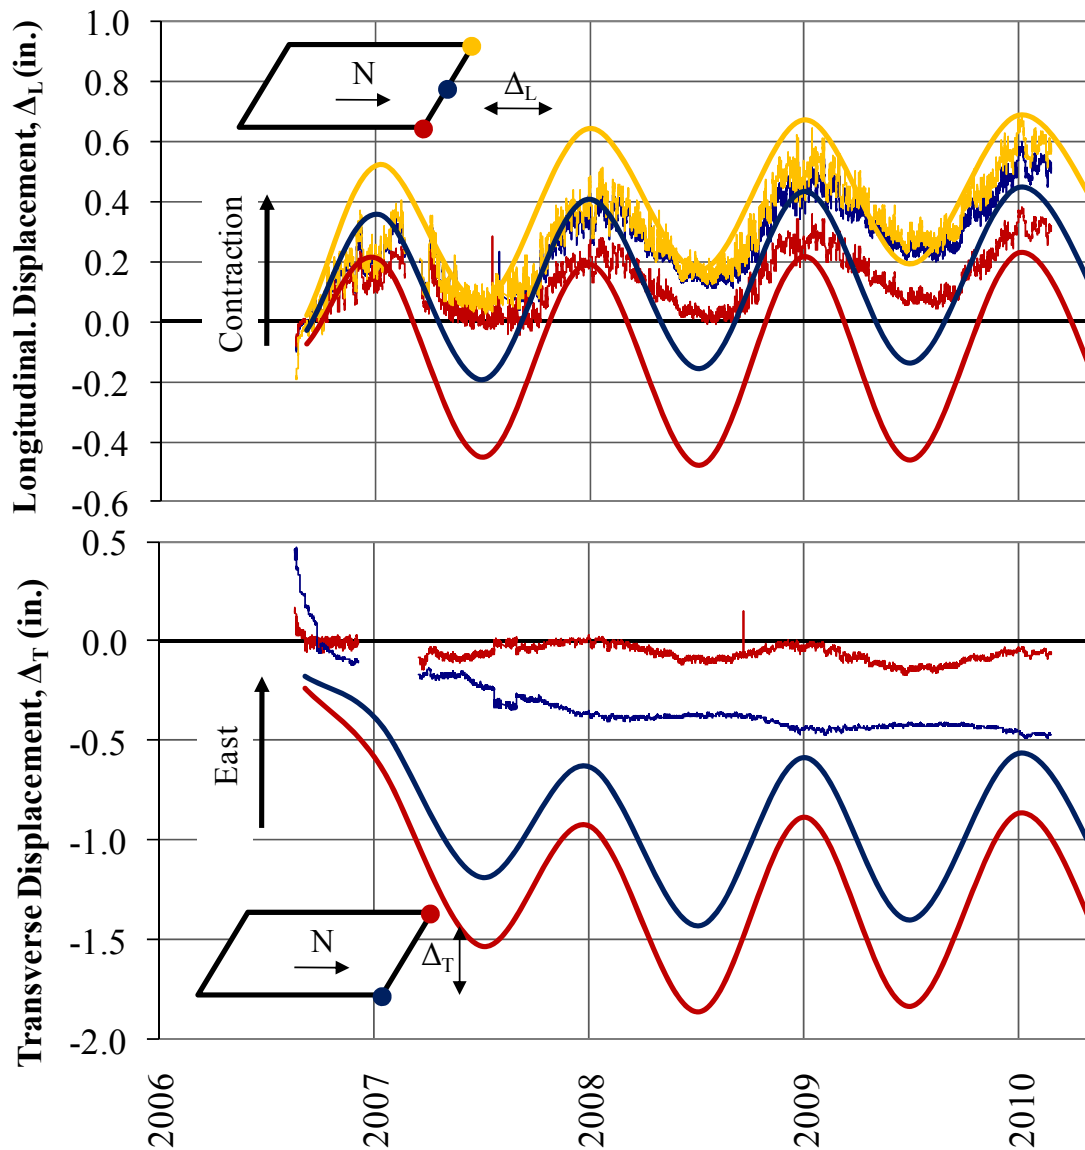 Longitudinal. Displacement, ΔL (in.)
1.0
0.8
0.6
0.4
0.2
0.0
-0.2
-0.4
-0.6
N
ΔL
Contraction
Transverse Displacement, ΔT (in.)
0.5
0.0
-0.5
-1.0
-1.5
-2.0
East
N
ΔT
2006
2007
2008
2009
2010